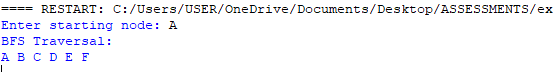 ==== RESTART: C:/Users/USER/OneDrive/Documents/Desktop/ASSESSMENTS/ex
Enter starting node: A
BFS Traversal:
A B C D E F